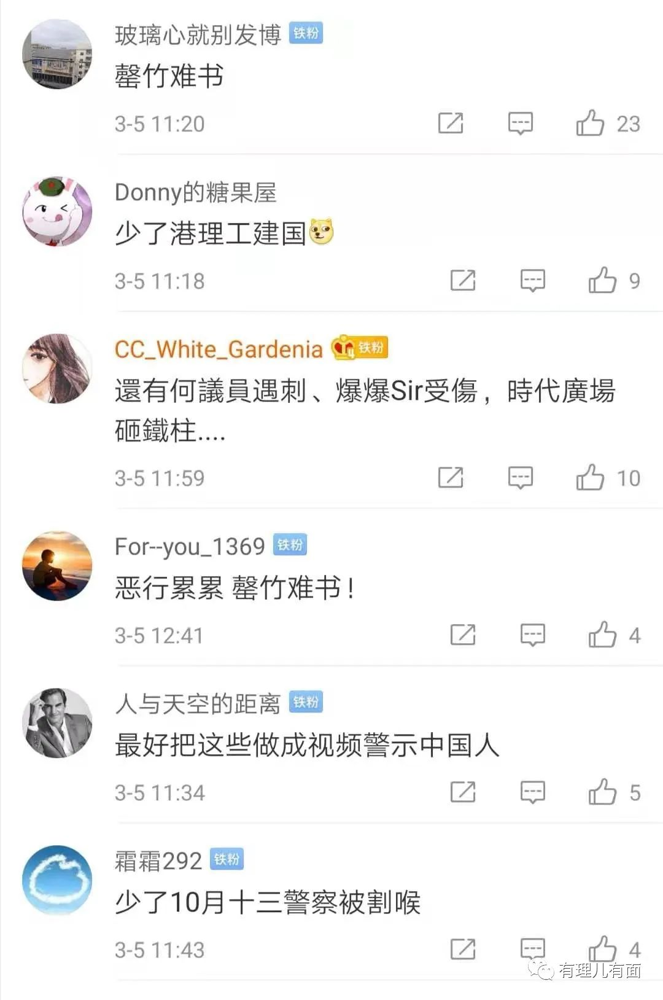 玻璃心就别发博 铁粉
罄竹难书
3-5 11:20 23
Donny的糖果屋
少了港理工建国
3-5 11:18 9
CC_White_Gardenia 4 铁粉
還有何議員遇刺、爆爆Sir受傷，時代廣場
砸鐵柱....
3-5 11:59 10
For--you_1369 铁粉
恶行累累 罄竹难书！
3-5 12:41 4
人与天空的距离 铁粉
最好把这些做成视频警示中国人
3-5 11:34 5
霜霜292 铁粉
少了10月十三警察被割喉
3-5 11:43 4
有理儿有面